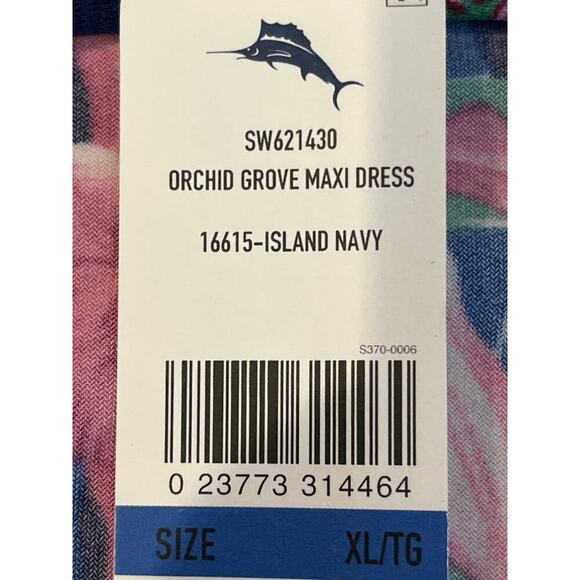 SW621430
ORCHID GROVE MAXI DRESS
16615-ISLAND NAVY
S370-0006
0 23773 314464
SIZE XL/TG